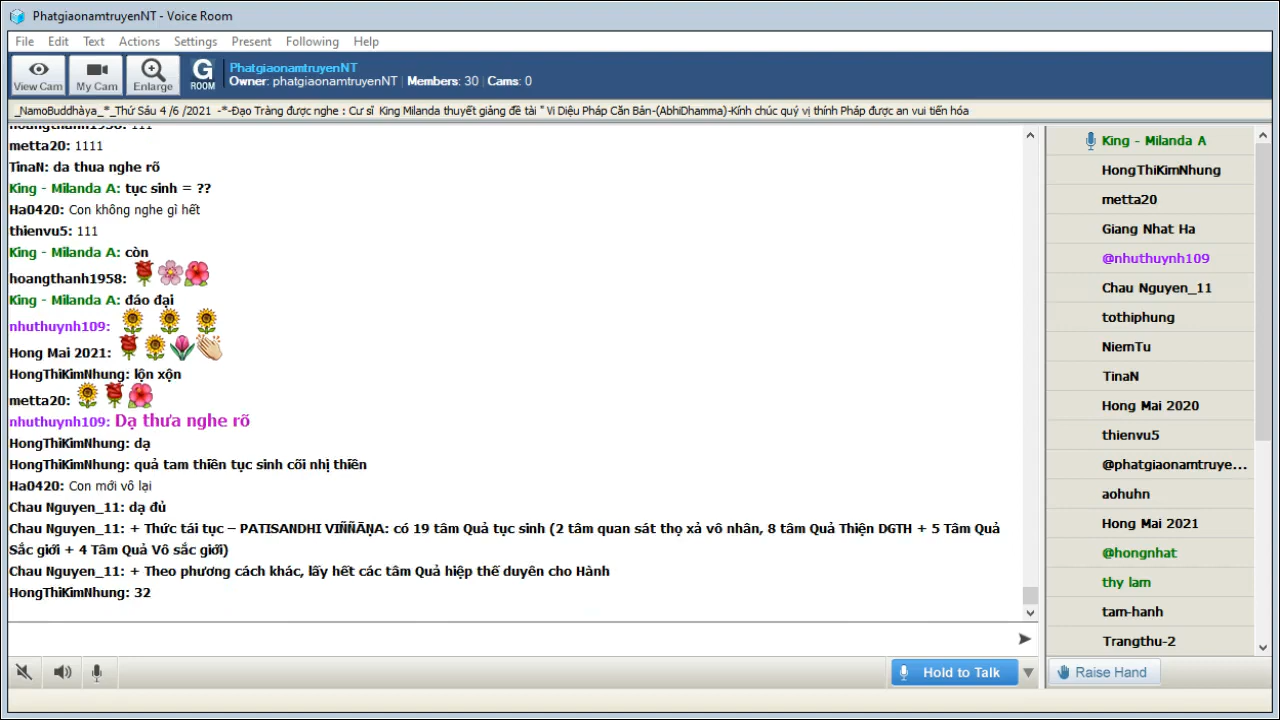 PhatgiaonamtruyenNT - Voice Room
File Edit Text Actions Settings Present Following Help
View Cam My Cam Enlarge G ROOM
PhatgiaonamtruyenNT
Owner: phatgiaonamtruyenNT | Members: 30 | Cams: 0
_NamoBuddhàya_*_Thứ Sáu 4 /6 /2021 -*-Đạo Tràng được nghe : Cư sĩ King Milanda thuyết giảng đề tài " Vi Diệu Pháp Căn Bản-(AbhiDhamma)-Kính chúc quý vị thính Pháp được an vui tiến hóa
hoangthanh1958: 111
metta20: 1111
TinaN: da thua nghe rõ
King - Milanda A: tục sinh = ??
Ha0420: Con không nghe gì hết
thienvu5: 111
King - Milanda A: còn
hoangthanh1958:
King - Milanda A: đáo đại
nhuthuynh109:
Hong Mai 2021:
HongThiKimNhung: lộn xộn
metta20:
nhuthuynh109: Dạ thưa nghe rõ
HongThiKimNhung: dạ
HongThiKimNhung: quả tam thiền tục sinh cõi nhị thiền
Ha0420: Con mới vô lại
Chau Nguyen_11: dạ đủ
Chau Nguyen_11: + Thức tái tục – PATISANDHI VIÑÑĀṆA: có 19 tâm Quả tục sinh (2 tâm quan sát thọ xả vô nhân, 8 tâm Quả Thiện DGTH + 5 Tâm Quả
Sắc giới + 4 Tâm Quả Vô sắc giới)
Chau Nguyen_11: + Theo phương cách khác, lấy hết các tâm Quả hiệp thế duyên cho Hành
HongThiKimNhung: 32
King - Milanda A
HongThiKimNhung
metta20
Giang Nhat Ha
@nhuthuynh109
Chau Nguyen_11
tothiphung
NiemTu
TinaN
Hong Mai 2020
thienvu5
@phatgiaonamtruye...
aohuhn
Hong Mai 2021
@hongnhat
thy lam
tam-hanh
Trangthu-2
Hold to Talk
Raise Hand